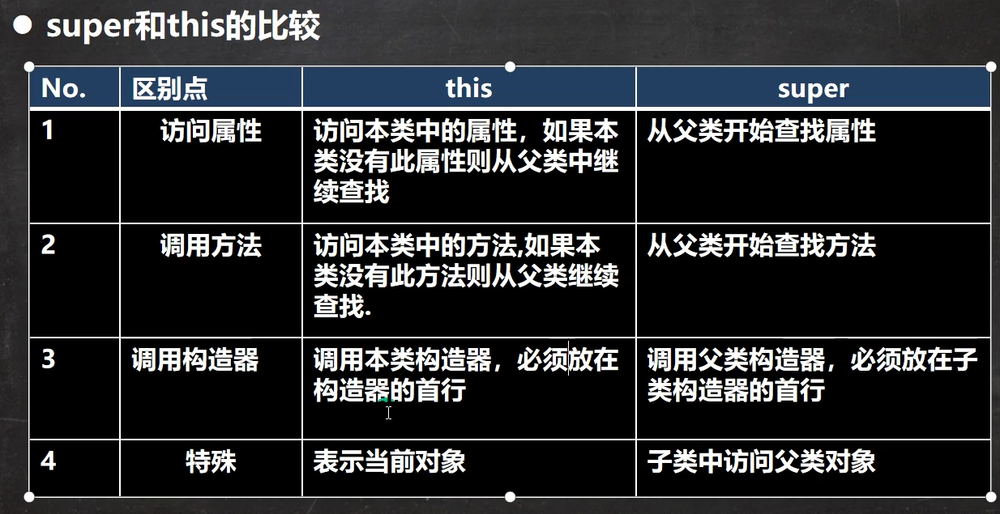 super和this的比较
No. 区别点 this super
1 访问属性 访问本类中的属性，如果本 从父类开始查找属性
类没有此属性则从父类中继
续查找
2 调用方法 访问本类中的方法,如果本 从父类开始查找方法
类没有此方法则从父类继续
查找.
3 调用构造器 调用本类构造器，必须放在 调用父类构造器，必须放在子
构造器的首行 类构造器的首行
4 特殊 表示当前对象 子类中访问父类对象